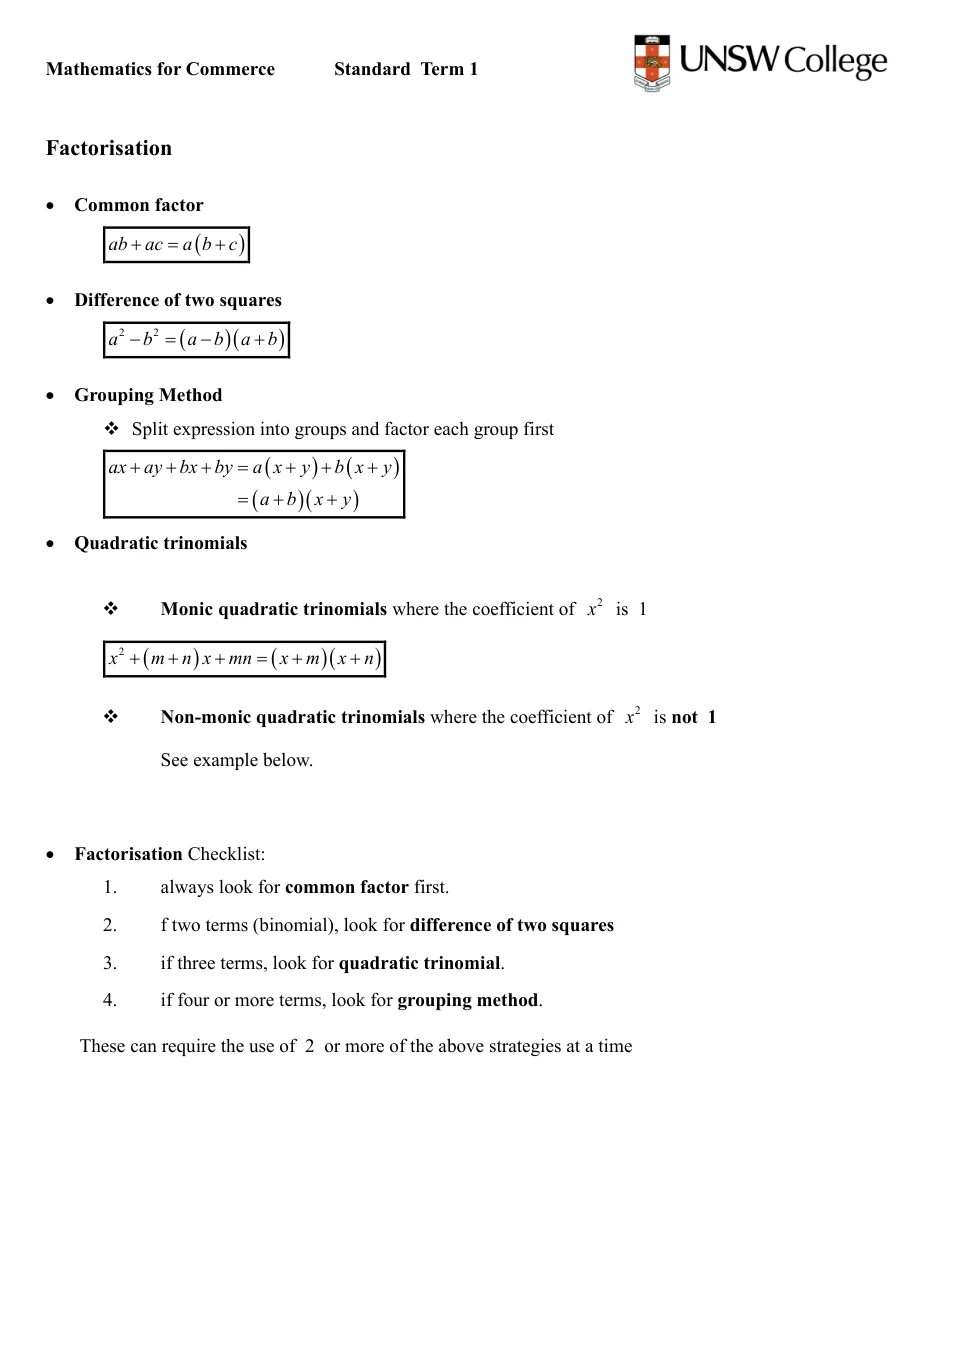 Mathematics for Commerce Standard Term 1
UNSW College
Factorisation
• Common factor
ab + ac = a(b + c)
• Difference of two squares
a² − b² = (a − b)(a + b)
• Grouping Method
❖ Split expression into groups and factor each group first
ax + ay + bx + by = a(x + y) + b(x + y)
= (a + b)(x + y)
• Quadratic trinomials
❖ Monic quadratic trinomials where the coefficient of x² is 1
x² + (m + n)x + mn = (x + m)(x + n)
❖ Non-monic quadratic trinomials where the coefficient of x² is not 1
See example below.
• Factorisation Checklist:
1. always look for common factor first.
2. f two terms (binomial), look for difference of two squares
3. if three terms, look for quadratic trinomial.
4. if four or more terms, look for grouping method.
These can require the use of 2 or more of the above strategies at a time